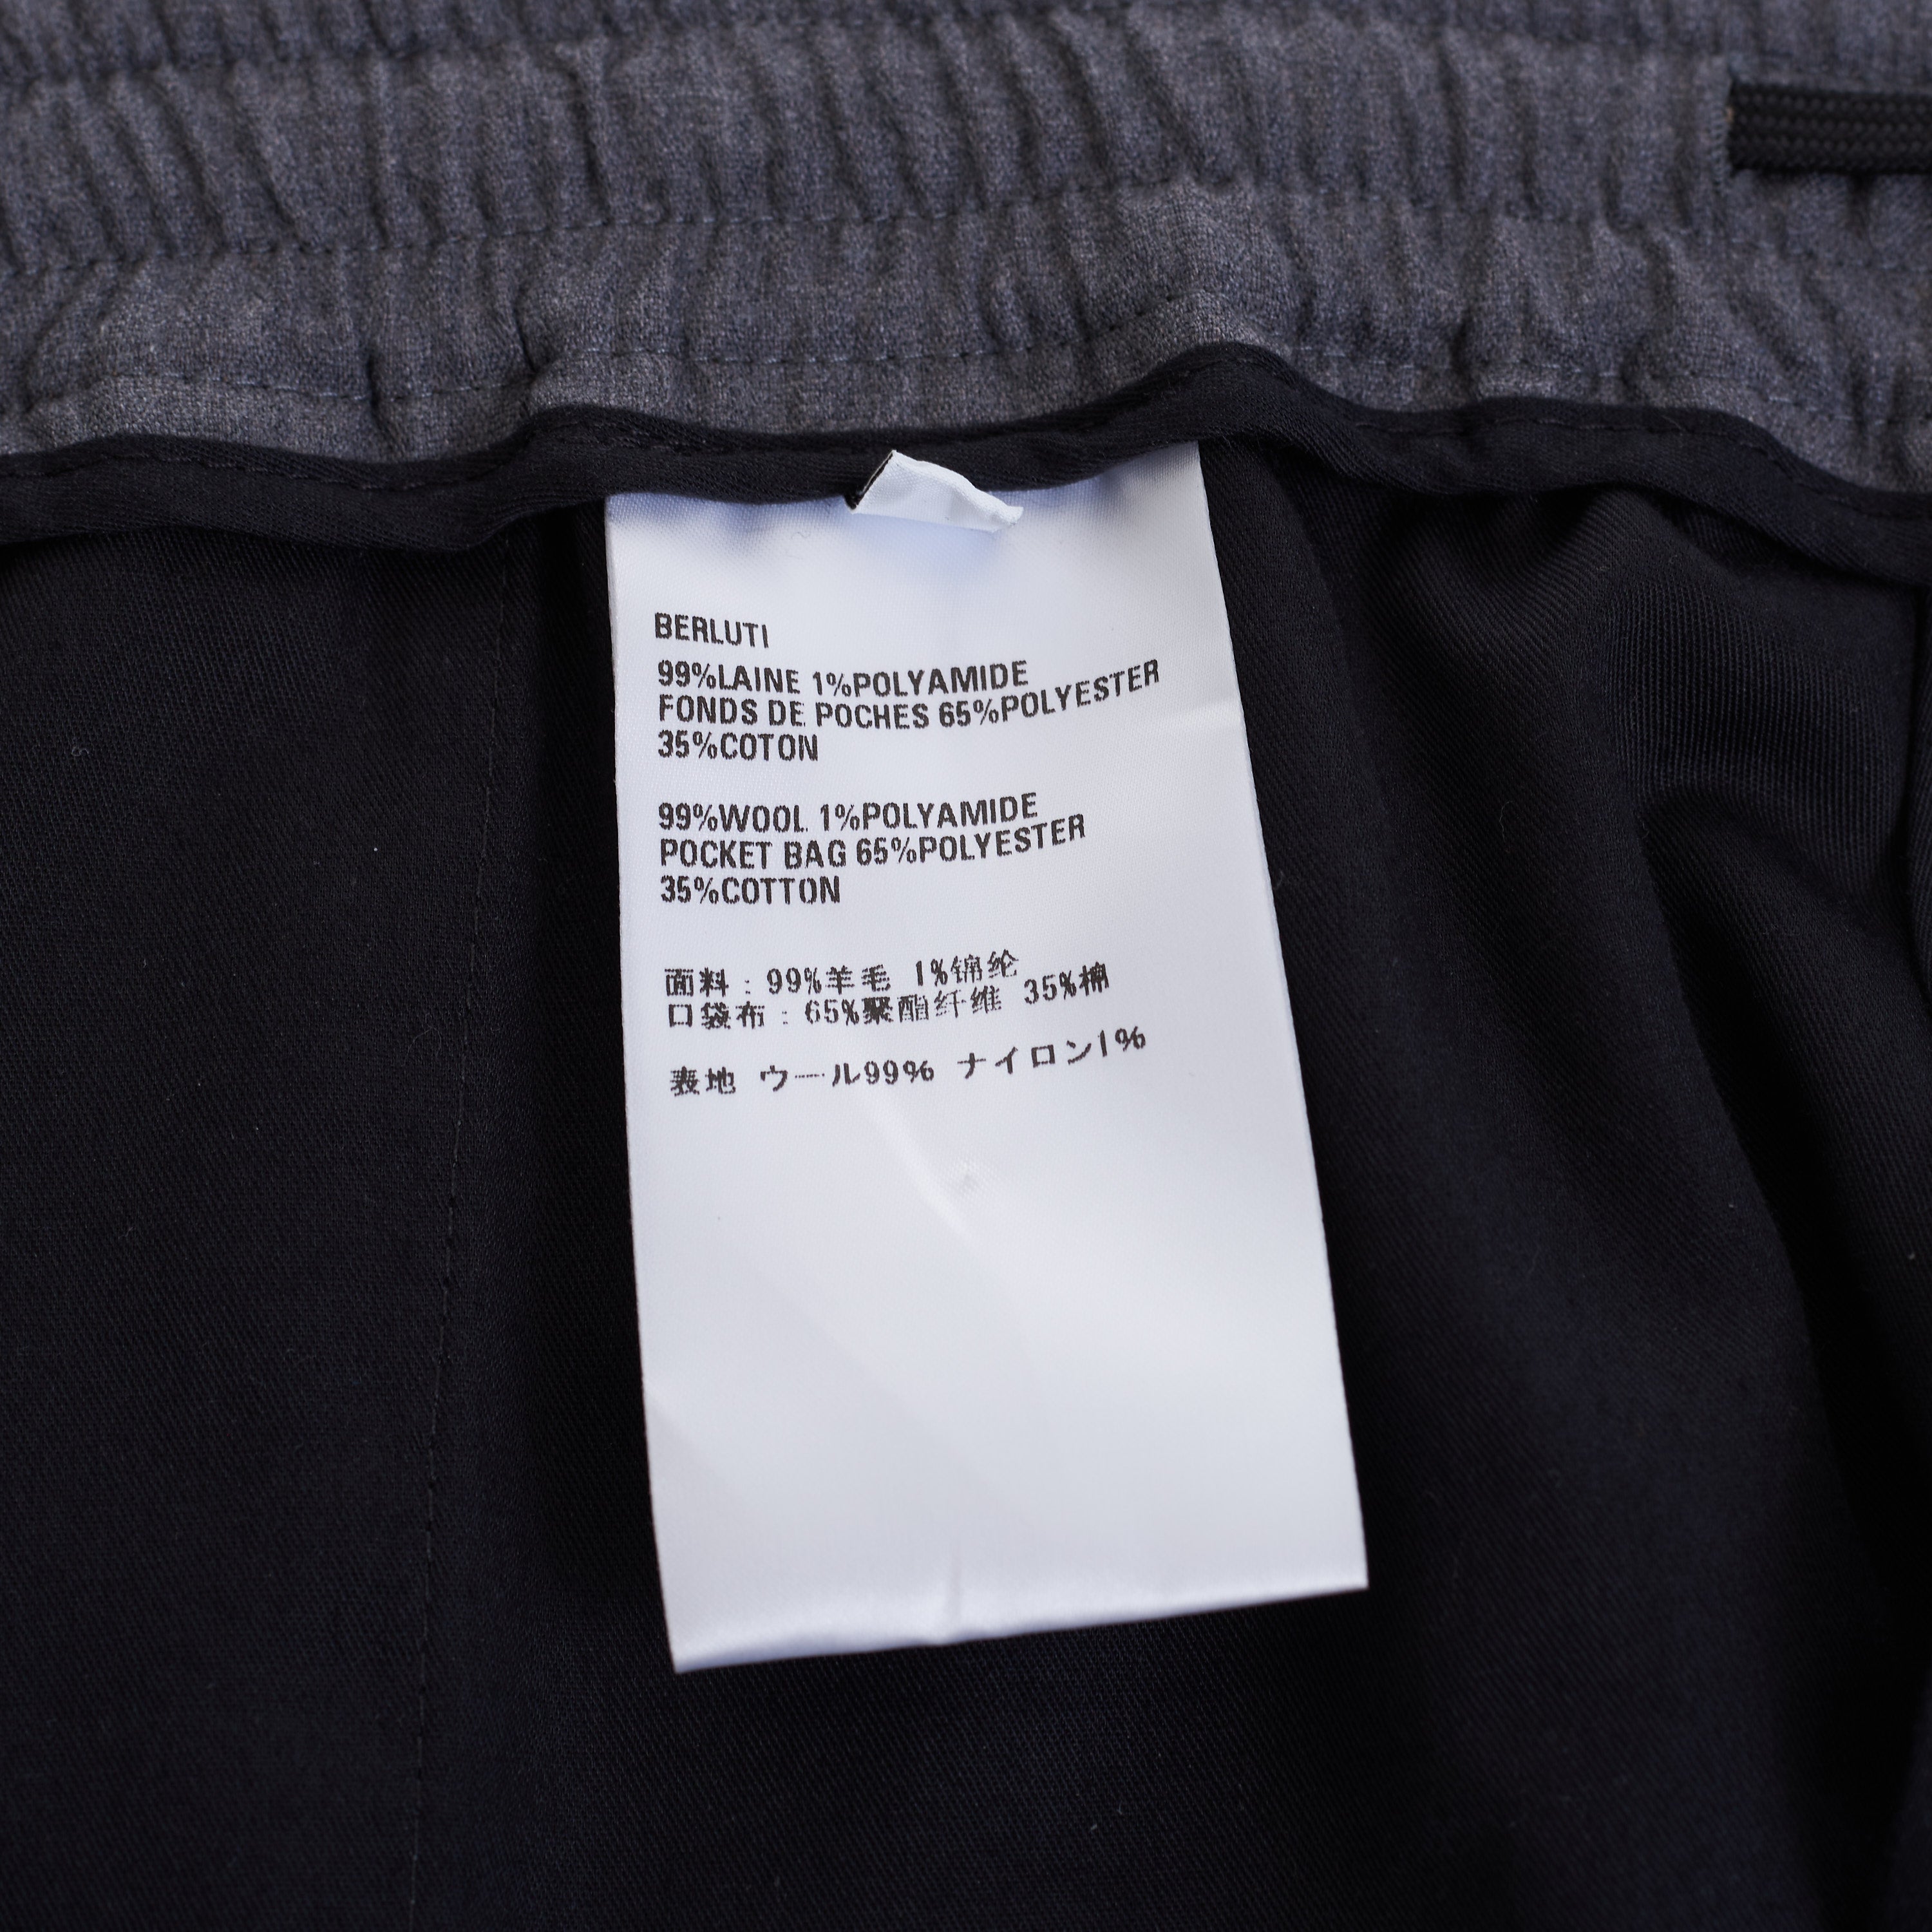 BERLUTI
99%LAINE 1%POLYAMIDE
FONDS DE POCHES 65%POLYESTER
35%COTON
99%WOOL 1%POLYAMIDE
POCKET BAG 65%POLYESTER
35%COTTON
面料：99%羊毛 1%锦纶
口袋布：65%聚酯纤维 35%棉
表地 ウール99% ナイロン1%